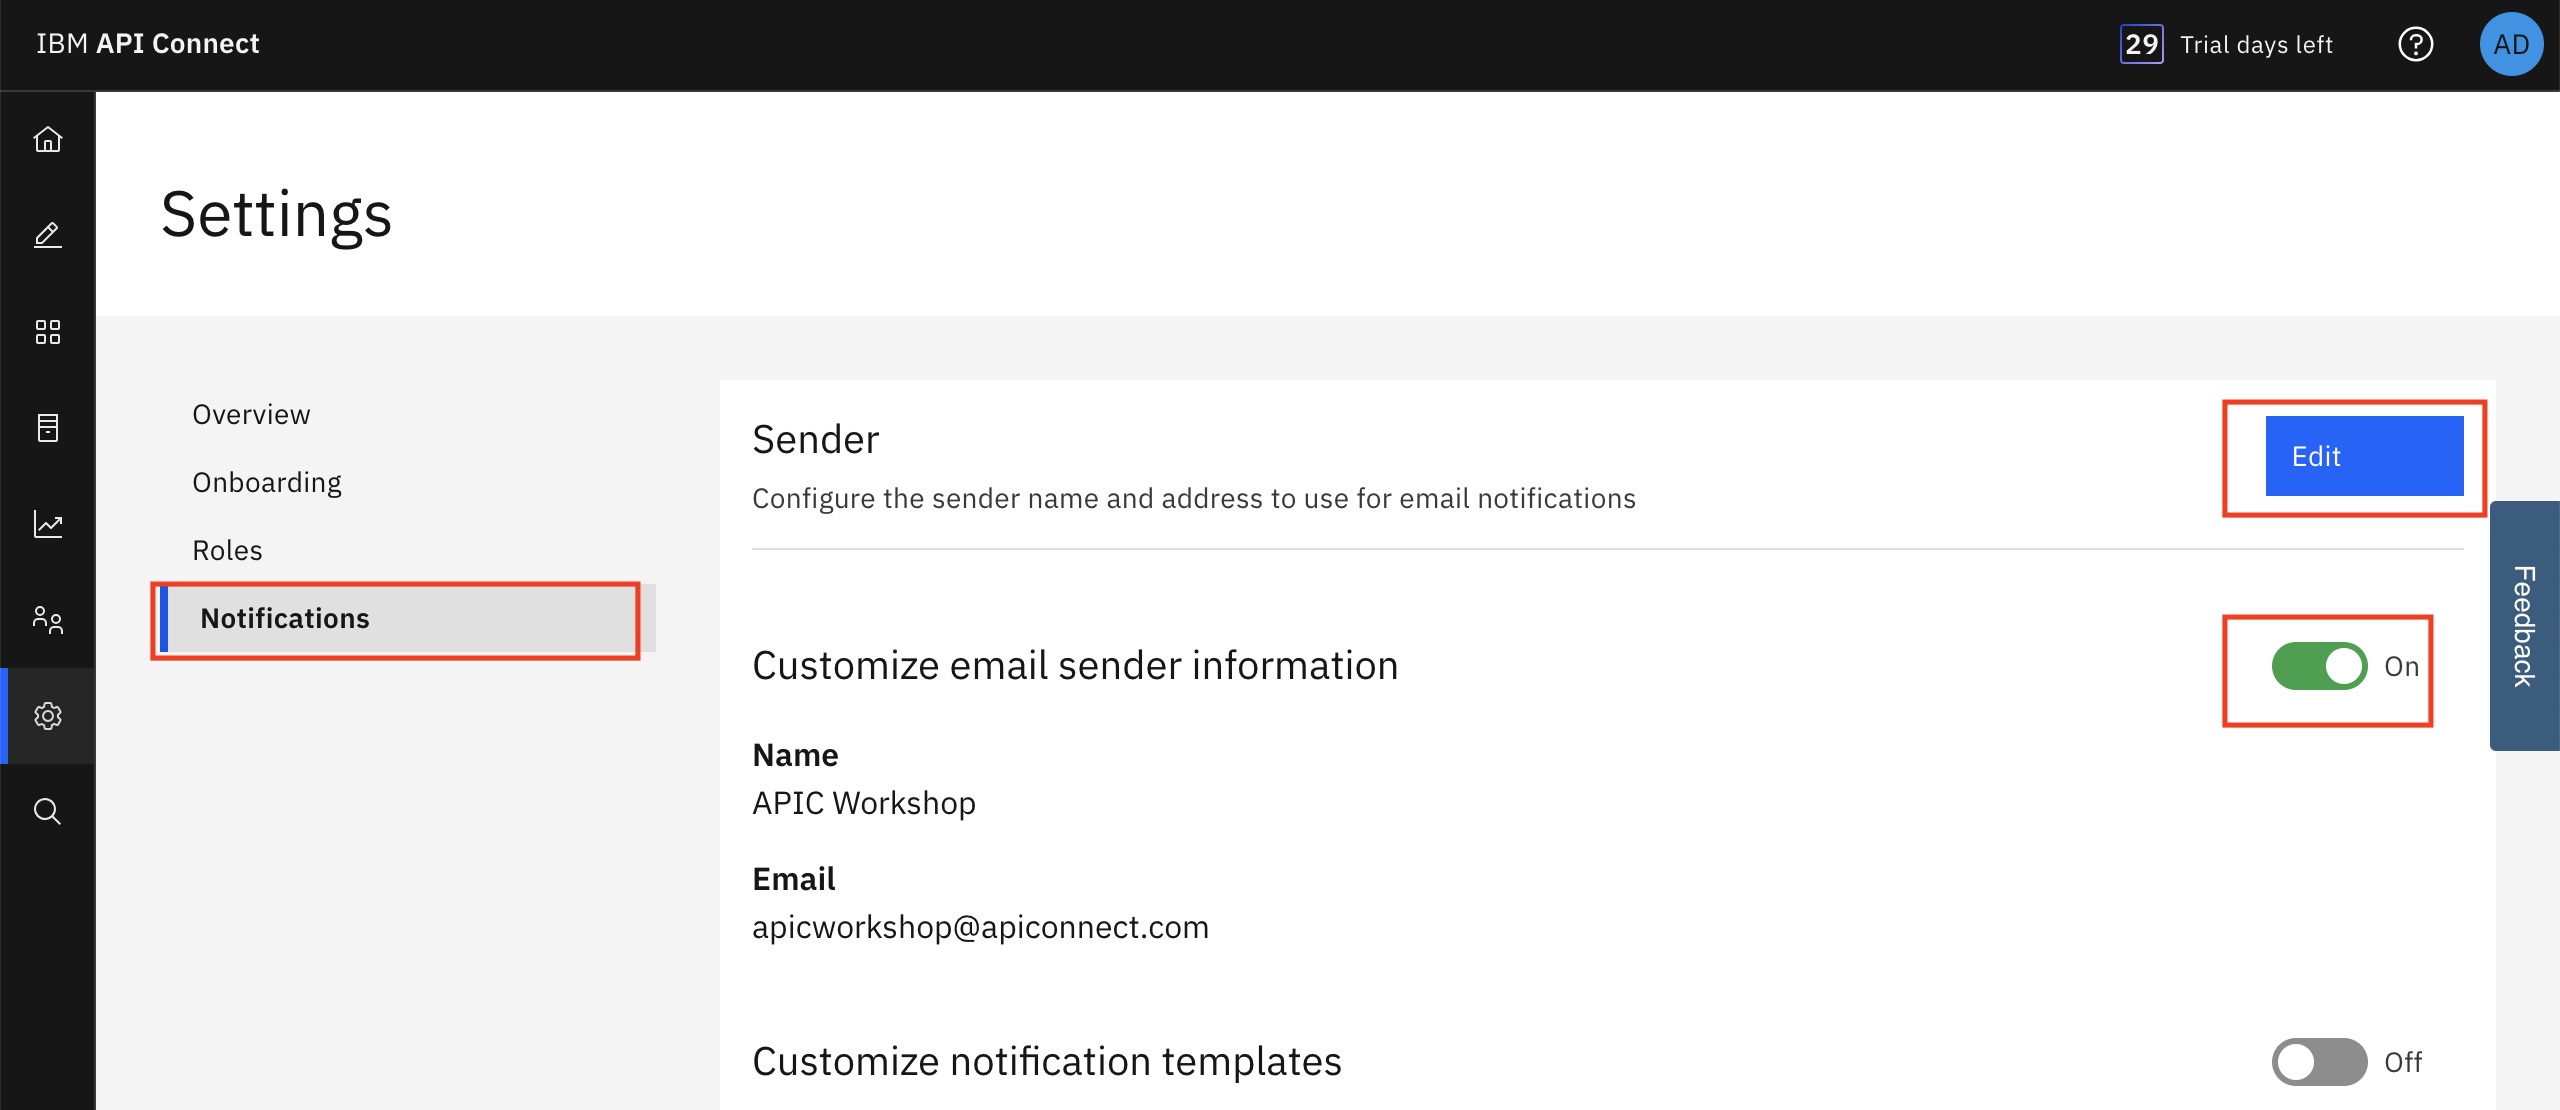 IBM API Connect
29 Trial days left
AD
Settings
Overview
Onboarding
Roles
Notifications
Sender
Edit
Configure the sender name and address to use for email notifications
Feedback
Customize email sender information
On
Name
APIC Workshop
Email
apicworkshop@apiconnect.com
Customize notification templates
Off